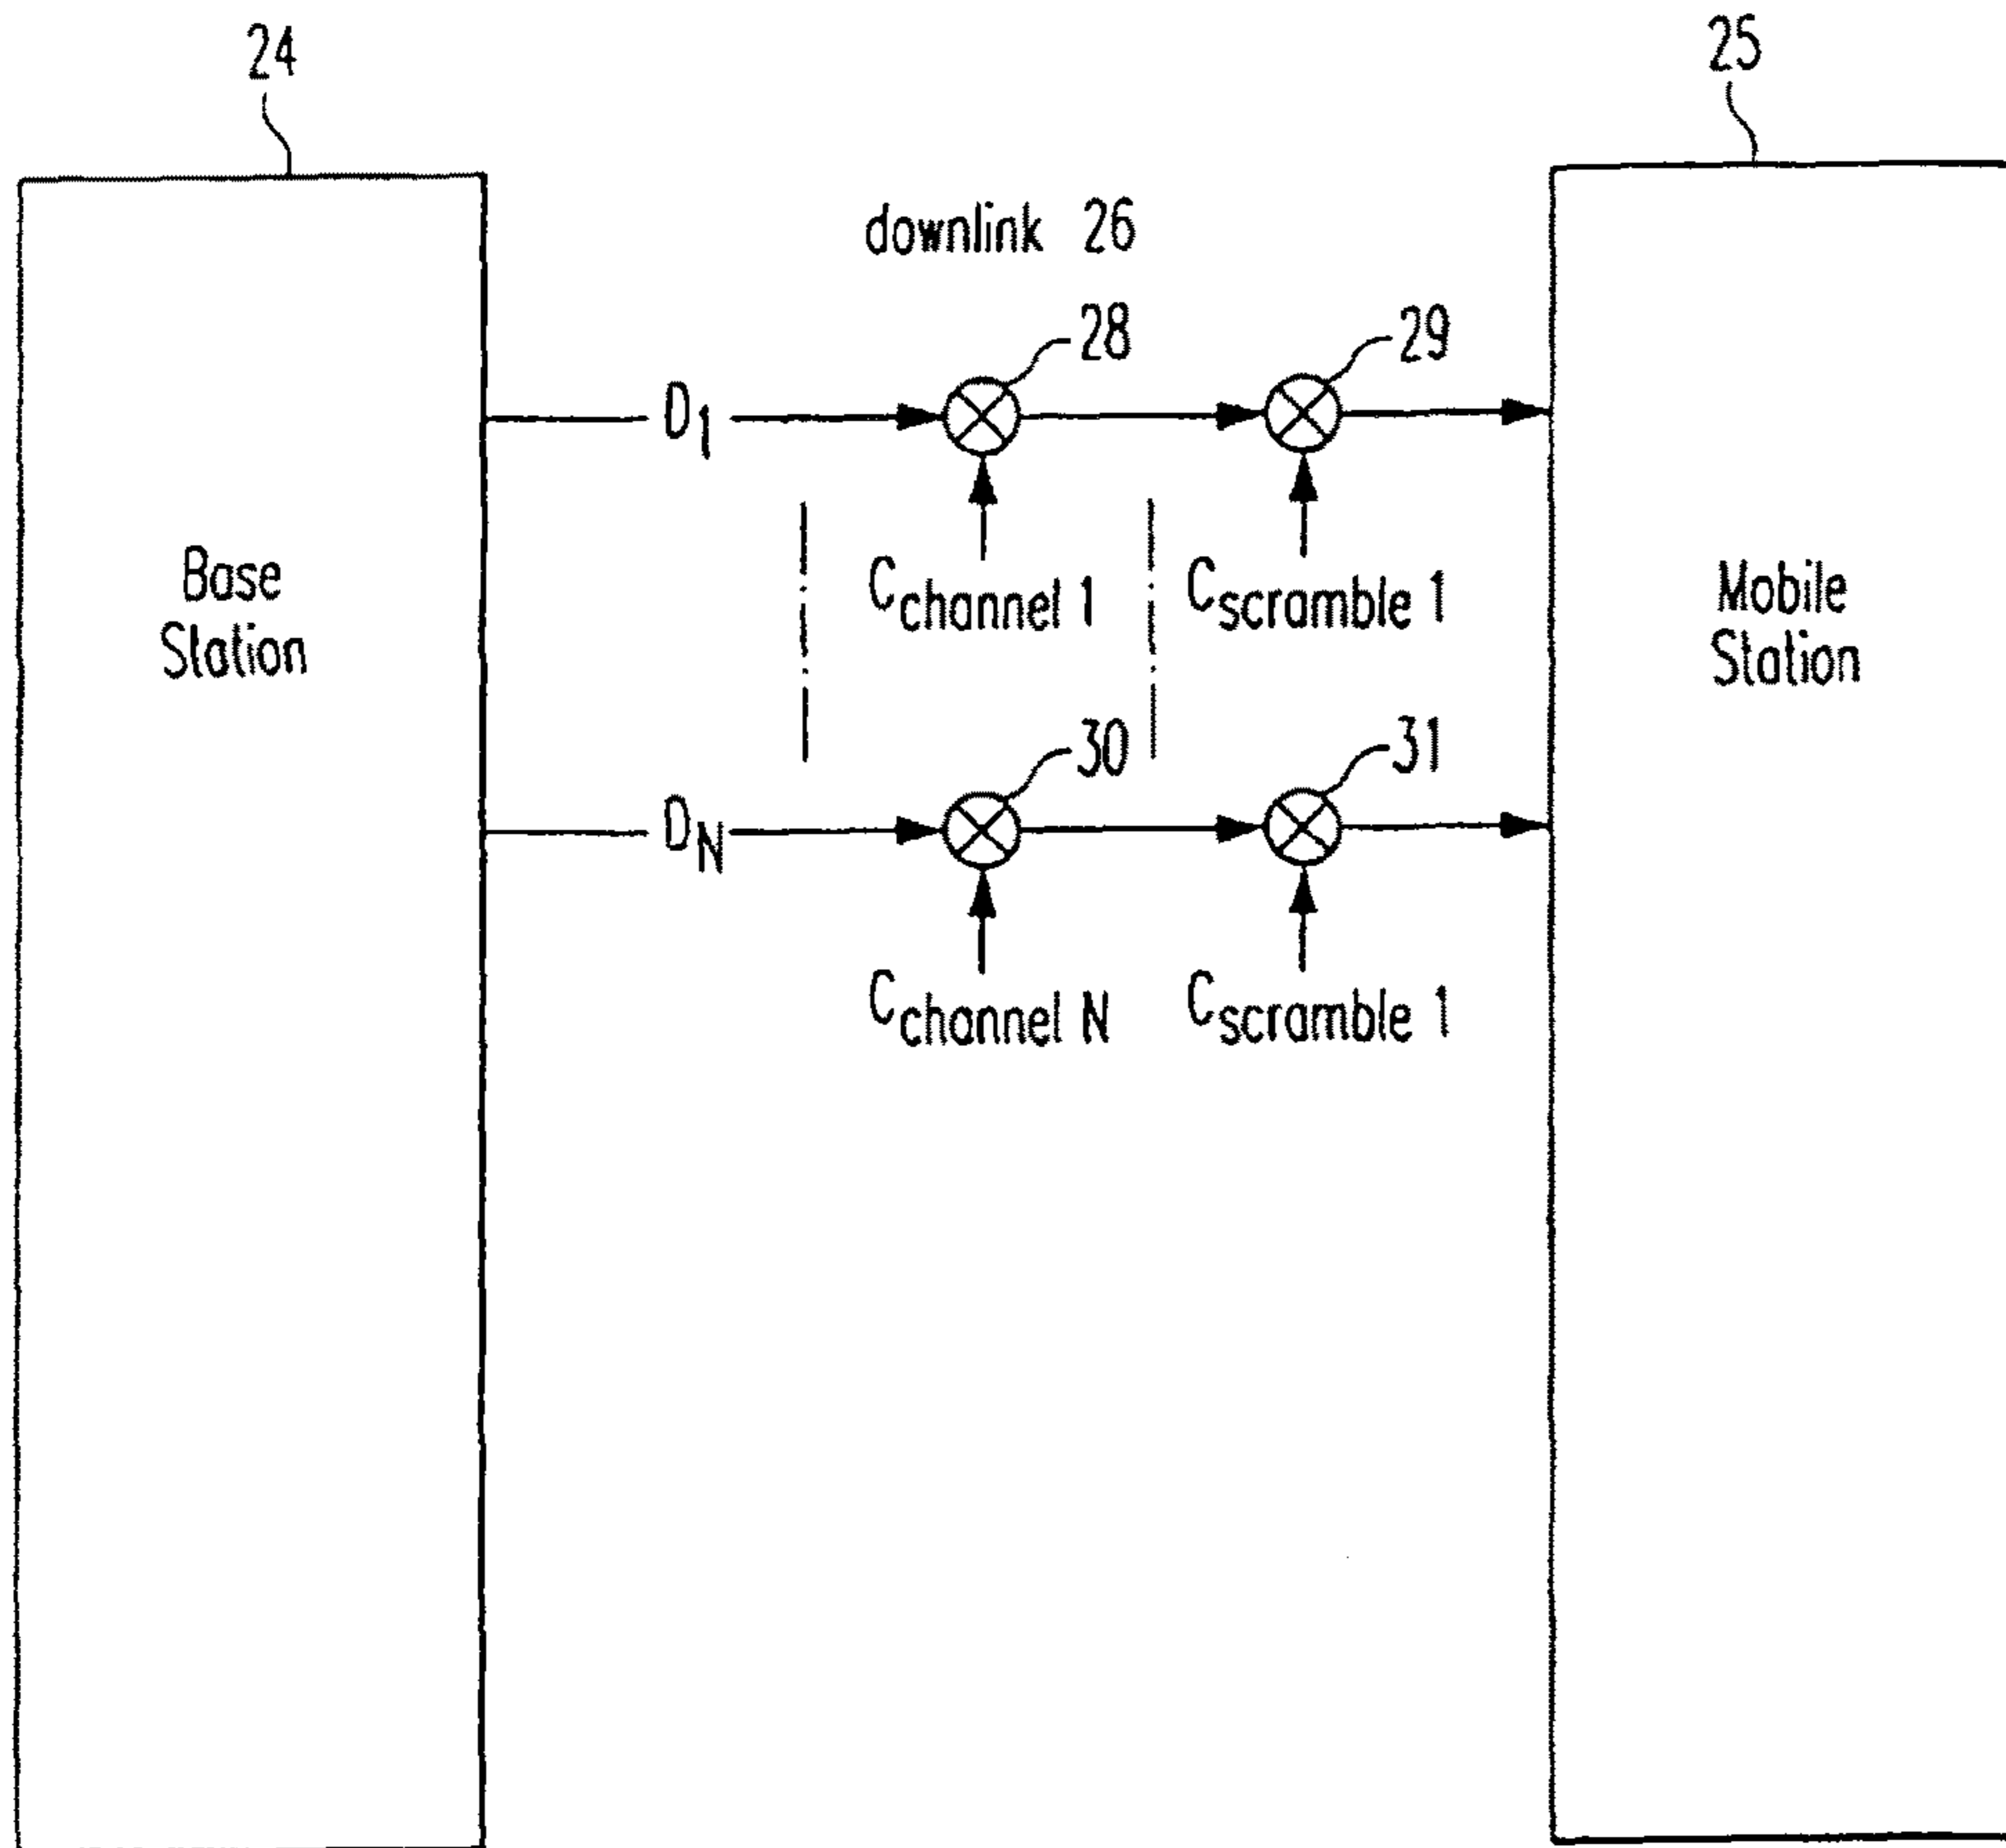 24
25
downlink 26
28
29
D1
Cchannel 1
Cscramble 1
Base
Station
Mobile
Station
30
31
DN
Cchannel N
Cscramble 1